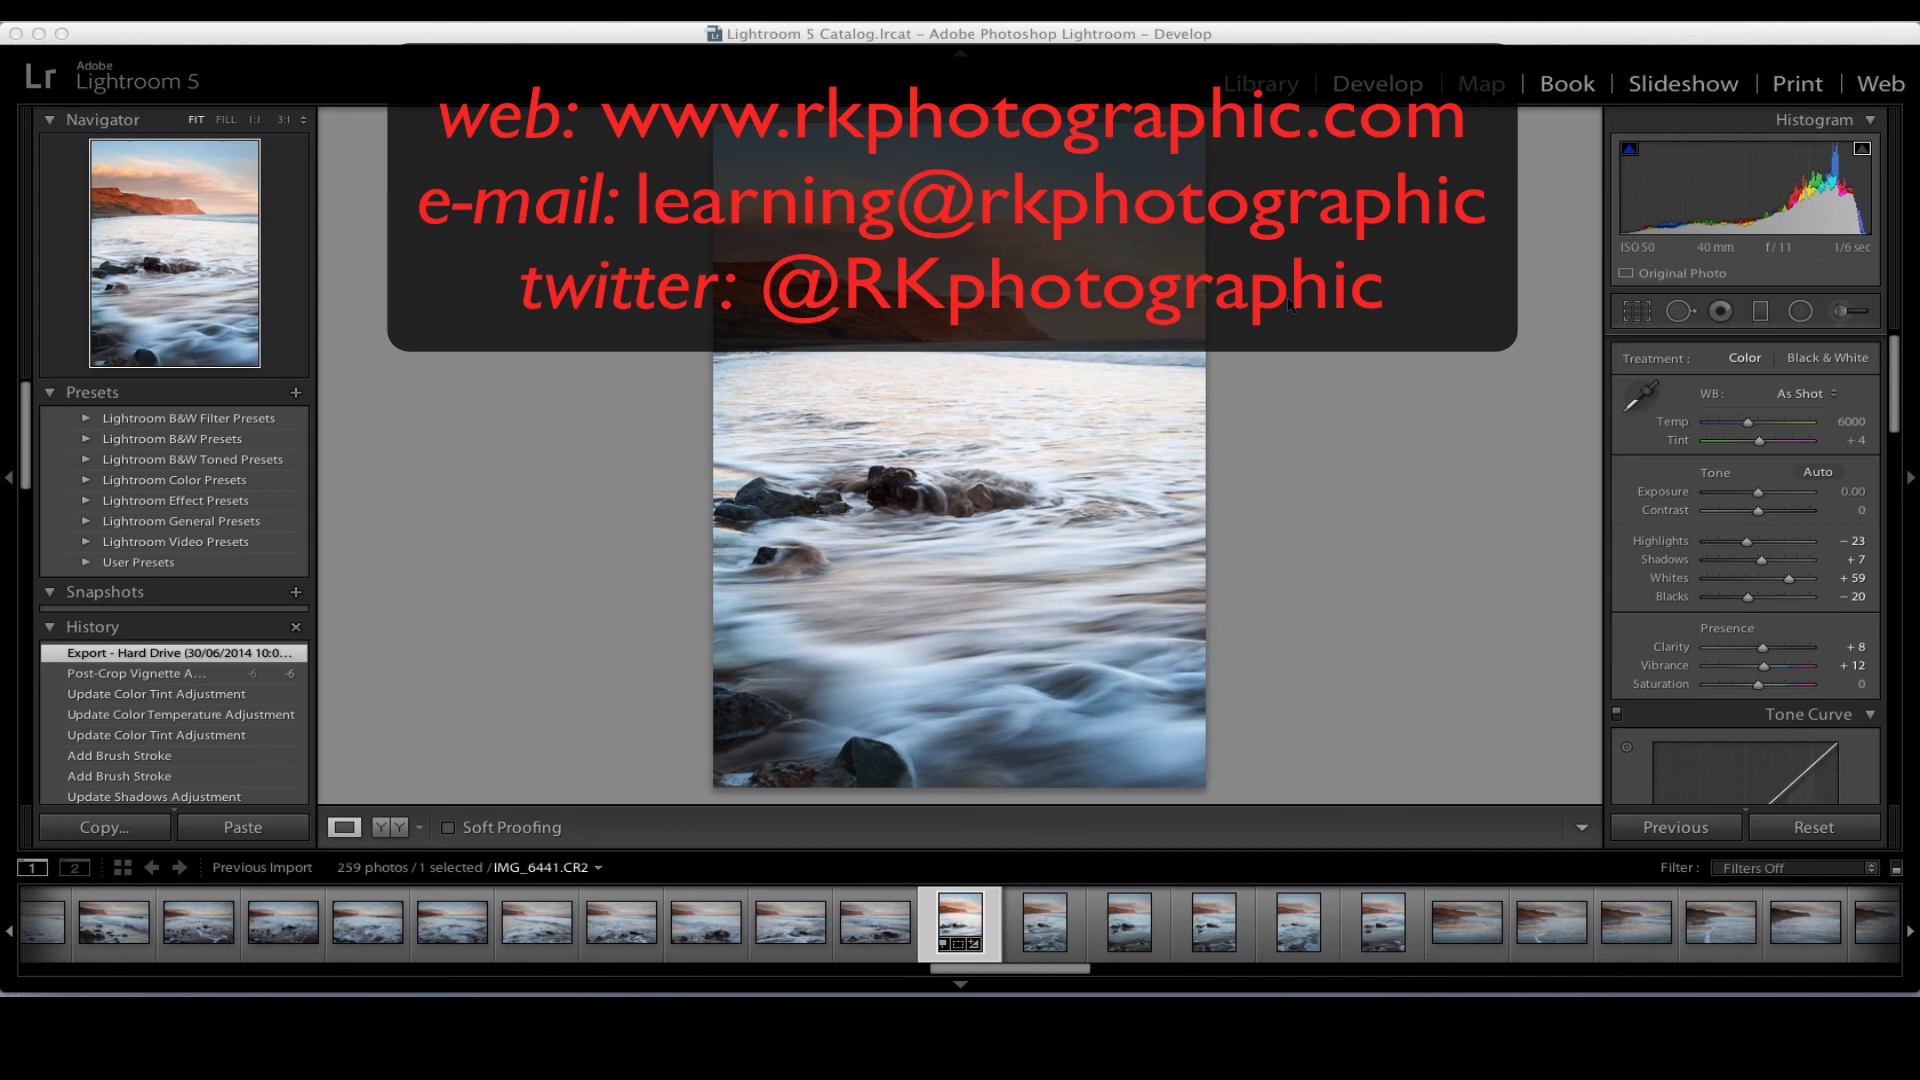 Lightroom 5 Catalog.lrcat – Adobe Photoshop Lightroom – Develop
Lr Adobe Lightroom 5
Library | Develop | Map | Book | Slideshow | Print | Web
web: www.rkphotographic.com
e-mail: learning@rkphotographic
twitter: @RKphotographic
Navigator FIT FILL 1:1 3:1
Presets +
Lightroom B&W Filter Presets
Lightroom B&W Presets
Lightroom B&W Toned Presets
Lightroom Color Presets
Lightroom Effect Presets
Lightroom General Presets
Lightroom Video Presets
User Presets
Snapshots +
History ×
Export - Hard Drive (30/06/2014 10:0...
Post-Crop Vignette A... -6 -6
Update Color Tint Adjustment
Update Color Temperature Adjustment
Update Color Tint Adjustment
Add Brush Stroke
Add Brush Stroke
Update Shadows Adjustment
Copy... Paste
YY Soft Proofing
Histogram
ISO 50 40 mm f / 11 1/6 sec
Original Photo
Treatment : Color | Black & White
WB : As Shot
Temp 6000
Tint + 4
Tone Auto
Exposure 0.00
Contrast 0
Highlights – 23
Shadows + 7
Whites + 59
Blacks – 20
Presence
Clarity + 8
Vibrance + 12
Saturation 0
Tone Curve
Previous Reset
1 2 Previous Import 259 photos / 1 selected / IMG_6441.CR2 Filter : Filters Off